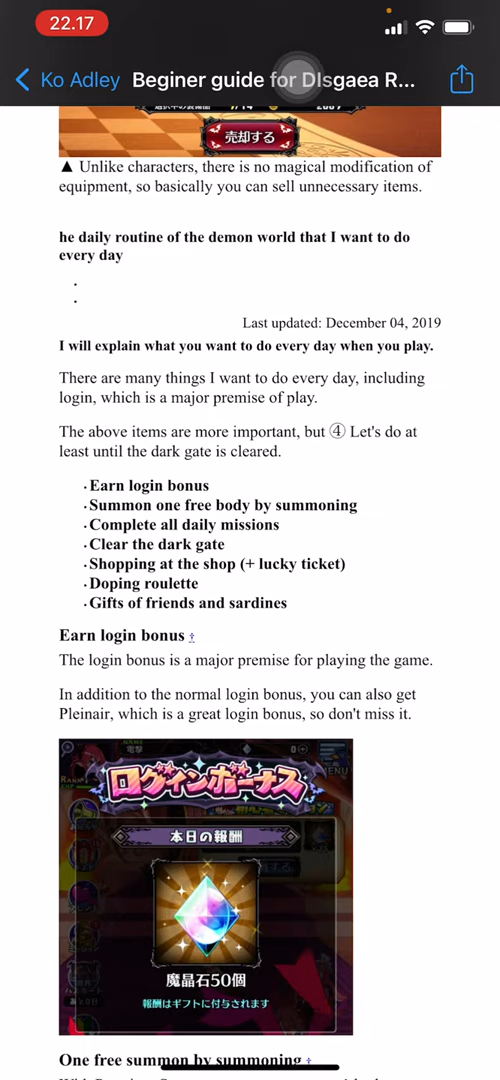 22.17
Ko Adley
Beginer guide for DIsgaea R...
売却する
▲ Unlike characters, there is no magical modification of
equipment, so basically you can sell unnecessary items.
he daily routine of the demon world that I want to do
every day
Last updated: December 04, 2019
I will explain what you want to do every day when you play.
There are many things I want to do every day, including
login, which is a major premise of play.
The above items are more important, but ④ Let's do at
least until the dark gate is cleared.
· Earn login bonus
· Summon one free body by summoning
· Complete all daily missions
· Clear the dark gate
· Shopping at the shop (+ lucky ticket)
· Doping roulette
· Gifts of friends and sardines
Earn login bonus †
The login bonus is a major premise for playing the game.
In addition to the normal login bonus, you can also get
Pleinair, which is a great login bonus, so don't miss it.
ログインボーナス
本日の報酬
魔晶石50個
報酬はギフトに付与されます
One free summon by summoning †